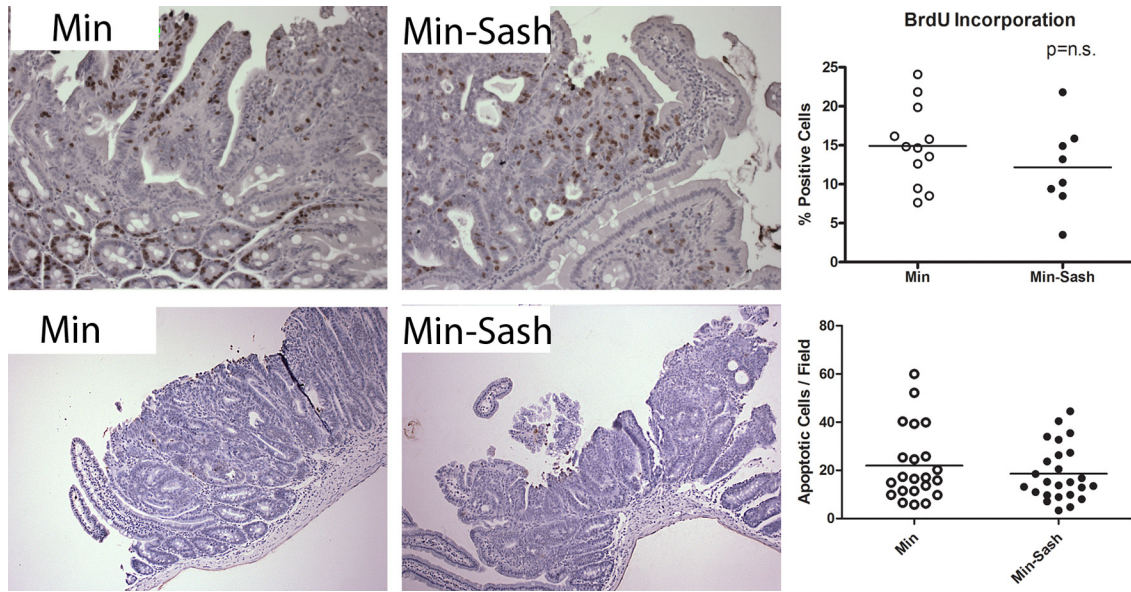 Min
Min-Sash
BrdU Incorporation
p=n.s.
% Positive Cells
25
20
15
10
5
0
Min
Min-Sash
Min
Min-Sash
Apoptotic Cells / Field
80
60
40
20
0
Min
Min-Sash